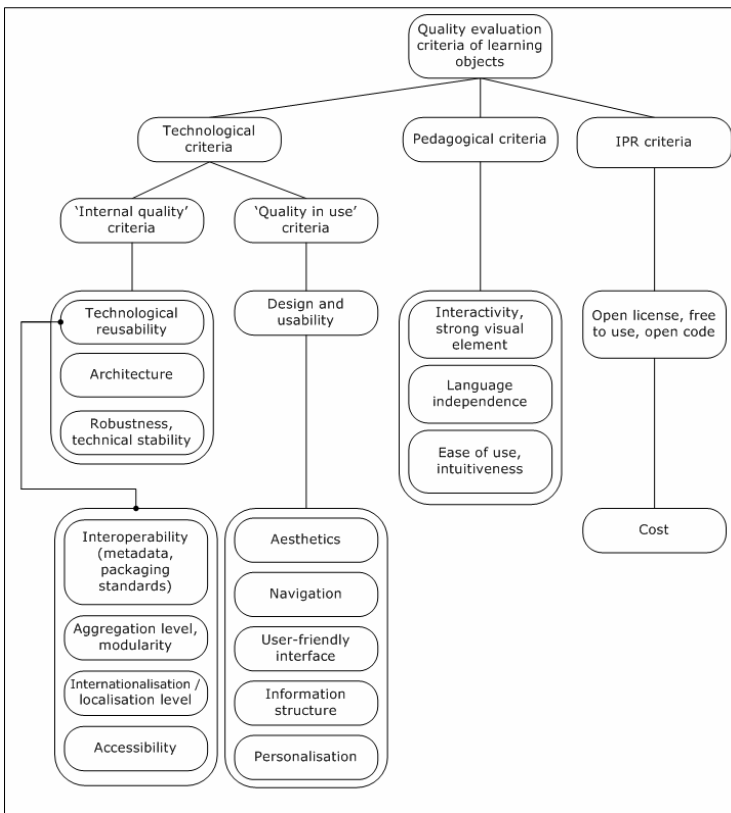 Quality evaluation
criteria of learning
objects
Technological
criteria
Pedagogical criteria
IPR criteria
‘Internal quality’
criteria
‘Quality in use’
criteria
Technological
reusability
Architecture
Robustness,
technical stability
Design and
usability
Interactivity,
strong visual
element
Language
independence
Ease of use,
intuitiveness
Open license, free
to use, open code
Interoperability
(metadata,
packaging
standards)
Aggregation level,
modularity
Internationalisation /
localisation level
Accessibility
Aesthetics
Navigation
User-friendly
interface
Information
structure
Personalisation
Cost